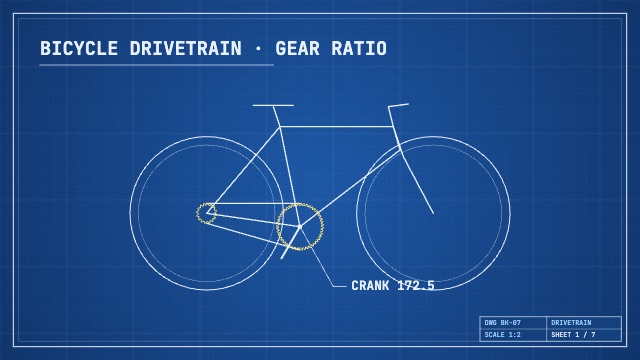 BICYCLE DRIVETRAIN · GEAR RATIO
CRANK 172.5
DWG BK-07 DRIVETRAIN
SCALE 1:2 SHEET 1 / 7